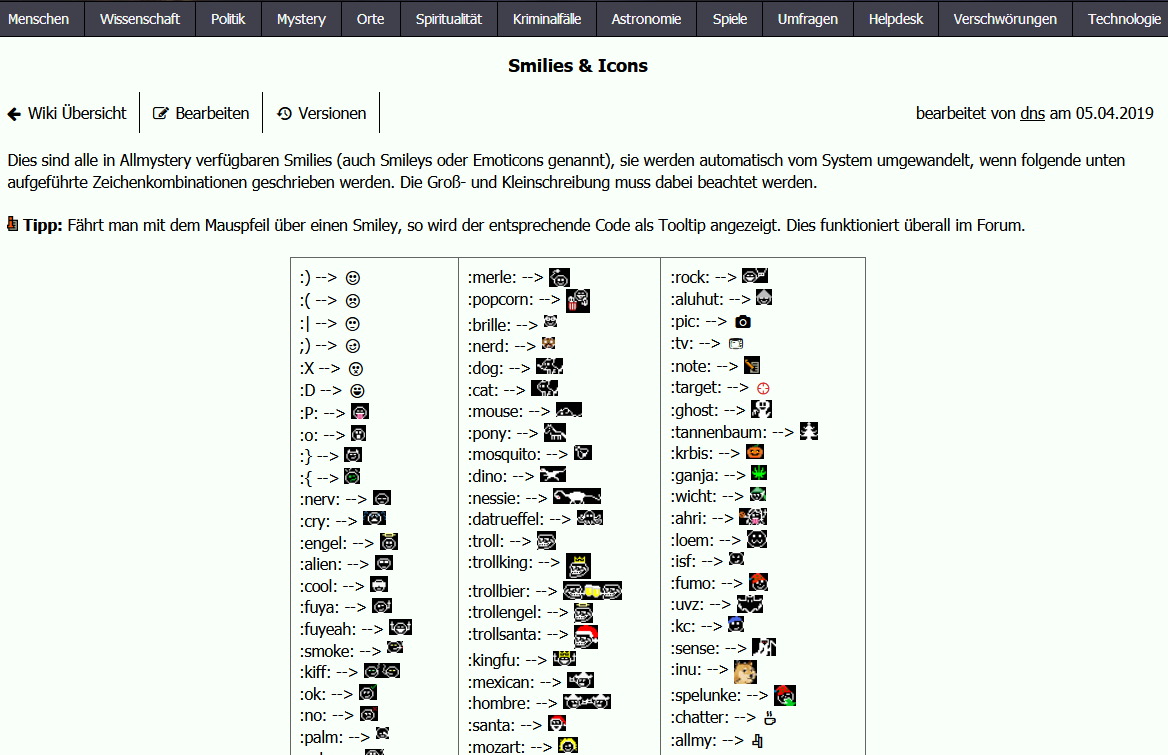 Menschen Wissenschaft Politik Mystery Orte Spiritualität Kriminalfälle Astronomie Spiele Umfragen Helpdesk Verschwörungen Technologie
Smilies & Icons
Wiki Übersicht Bearbeiten Versionen bearbeitet von dns am 05.04.2019
Dies sind alle in Allmystery verfügbaren Smilies (auch Smileys oder Emoticons genannt), sie werden automatisch vom System umgewandelt, wenn folgende unten
aufgeführte Zeichenkombinationen geschrieben werden. Die Groß- und Kleinschreibung muss dabei beachtet werden.
Tipp: Fährt man mit dem Mauspfeil über einen Smiley, so wird der entsprechende Code als Tooltip angezeigt. Dies funktioniert überall im Forum.
:) -->
:( -->
:| -->
;) -->
:X -->
:D -->
:P: -->
:o: -->
:} -->
:{ -->
:nerv: -->
:cry: -->
:engel: -->
:alien: -->
:cool: -->
:fuya: -->
:fuyeah: -->
:smoke: -->
:kiff: -->
:ok: -->
:no: -->
:palm: -->
:merle: -->
:popcorn: -->
:brille: -->
:nerd: -->
:dog: -->
:cat: -->
:mouse: -->
:pony: -->
:mosquito: -->
:dino: -->
:nessie: -->
:datrueffel: -->
:troll: -->
:trollking: -->
:trollbier: -->
:trollengel: -->
:trollsanta: -->
:kingfu: -->
:mexican: -->
:hombre: -->
:santa: -->
:mozart: -->
:rock: -->
:aluhut: -->
:pic: -->
:tv: -->
:note: -->
:target: -->
:ghost: -->
:tannenbaum: -->
:krbis: -->
:ganja: -->
:wicht: -->
:ahri: -->
:loem: -->
:isf: -->
:fumo: -->
:uvz: -->
:kc: -->
:sense: -->
:inu: -->
:spelunke: -->
:chatter: -->
:allmy: -->